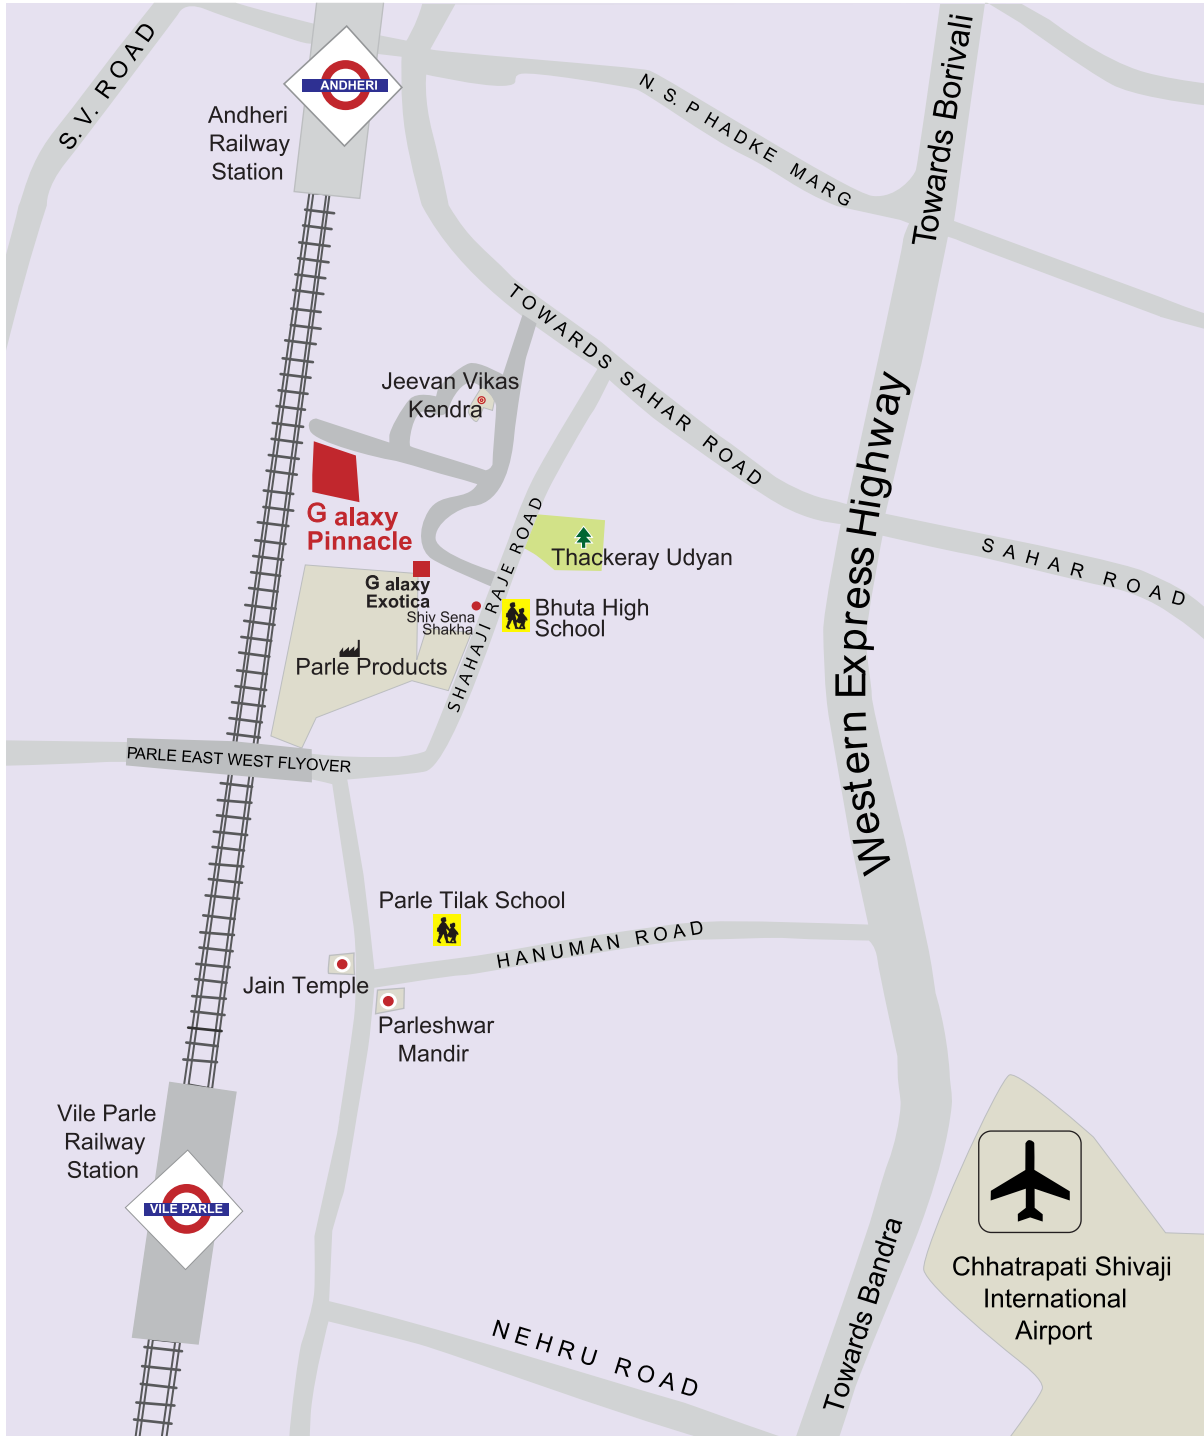 S.V. ROAD
ANDHERI
Andheri
Railway
Station
N. S. PHADKE MARG
Towards Borivali
TOWARDS SAHAR ROAD
Jeevan Vikas
Kendra
Western Express Highway
SAHAR ROAD
G alaxy
Pinnacle
SHAHAJI RAJE ROAD
Thackeray Udyan
G alaxy
Exotica
Shiv Sena
Shakha
Bhuta High
School
Parle Products
PARLE EAST WEST FLYOVER
Parle Tilak School
HANUMAN ROAD
Jain Temple
Parleshwar
Mandir
Vile Parle
Railway
Station
VILE PARLE
Towards Bandra
Chhatrapati Shivaji
International
Airport
NEHRU ROAD